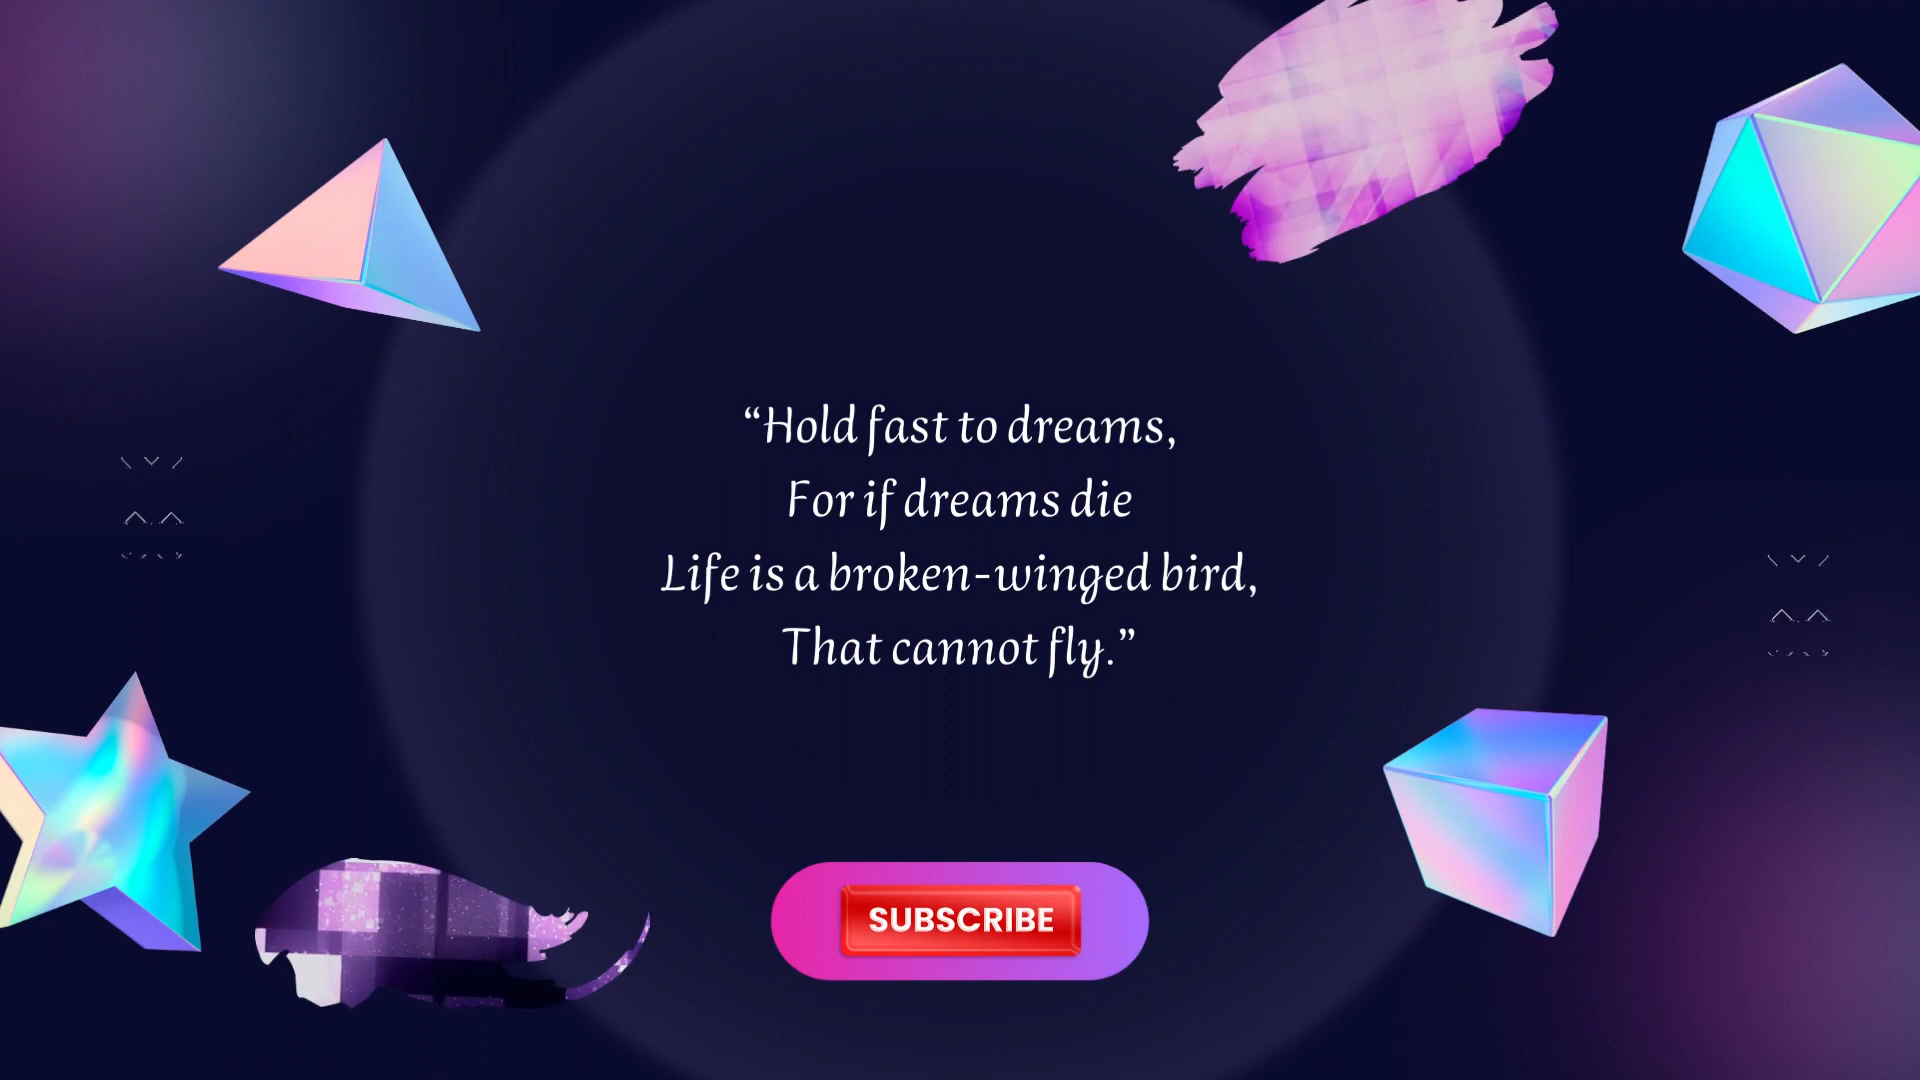 “Hold fast to dreams,
For if dreams die
Life is a broken-winged bird,
That cannot fly.”
SUBSCRIBE